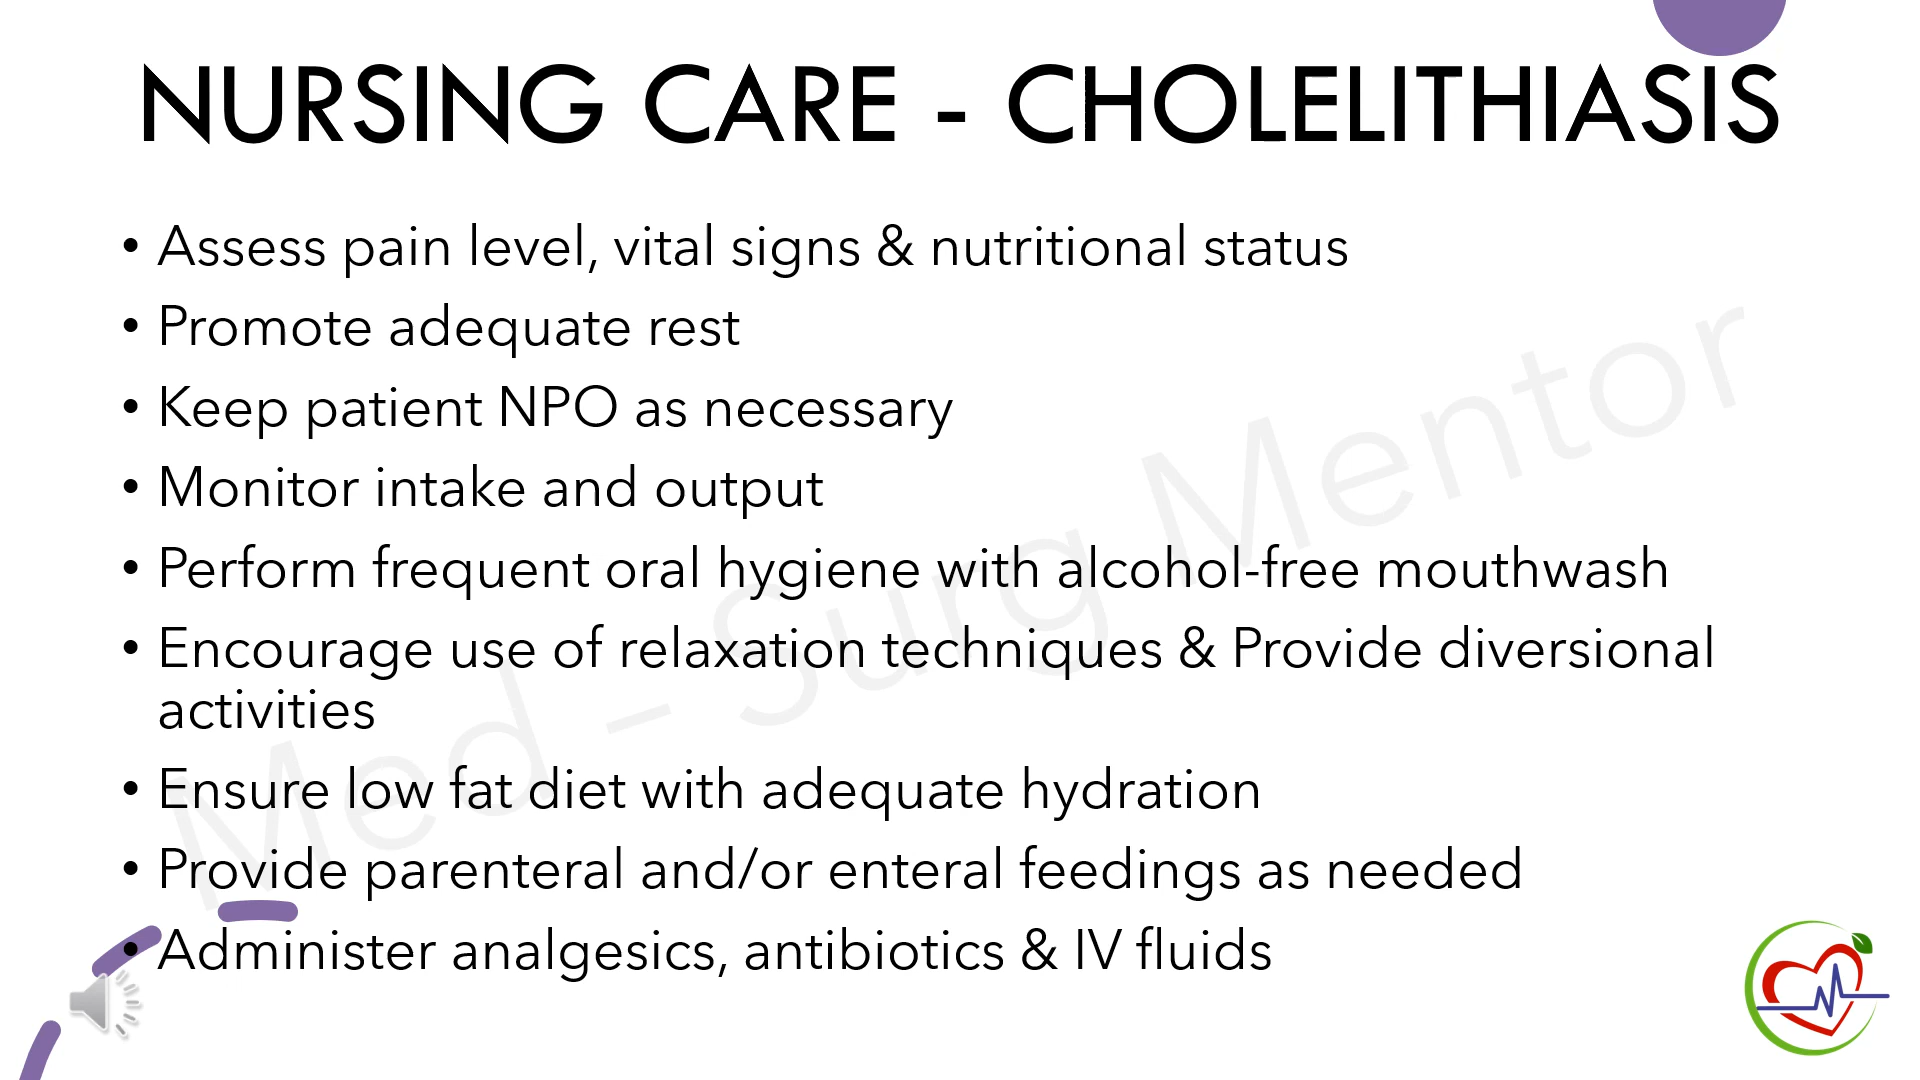 NURSING CARE - CHOLELITHIASIS
• Assess pain level, vital signs & nutritional status
• Promote adequate rest
• Keep patient NPO as necessary
• Monitor intake and output
• Perform frequent oral hygiene with alcohol-free mouthwash
• Encourage use of relaxation techniques & Provide diversional
activities
• Ensure low fat diet with adequate hydration
• Provide parenteral and/or enteral feedings as needed
• Administer analgesics, antibiotics & IV fluids
Med - Surg Mentor